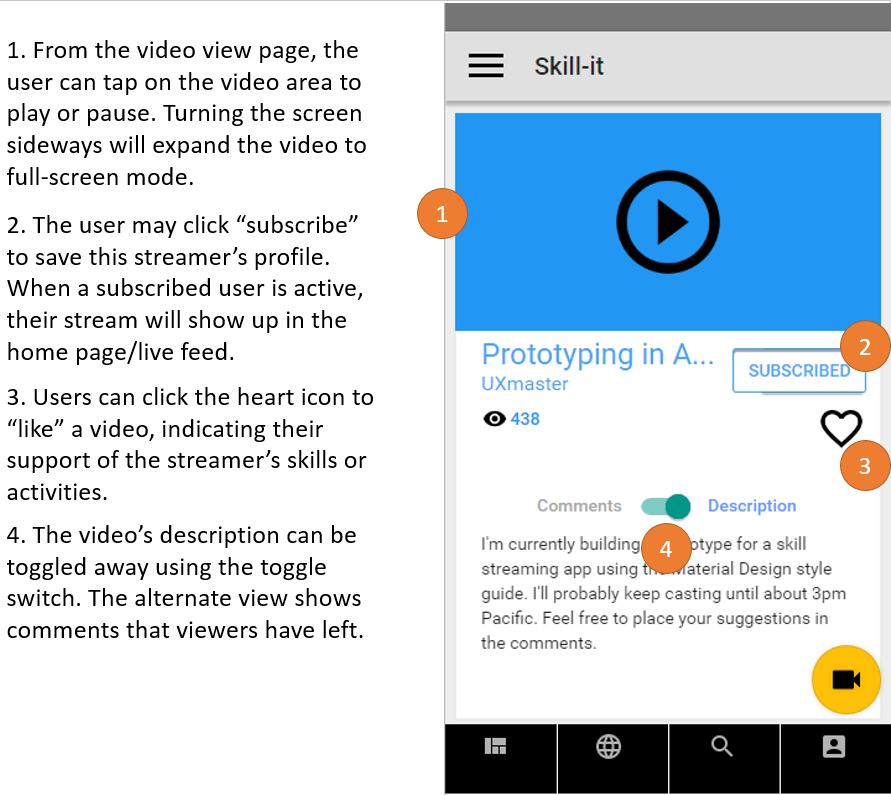 1. From the video view page, the
user can tap on the video area to
play or pause. Turning the screen
sideways will expand the video to
full-screen mode.
2. The user may click “subscribe”
to save this streamer’s profile.
When a subscribed user is active,
their stream will show up in the
home page/live feed.
3. Users can click the heart icon to
“like” a video, indicating their
support of the streamer’s skills or
activities.
4. The video’s description can be
toggled away using the toggle
switch. The alternate view shows
comments that viewers have left.
Skill-it
1
Prototyping in A...
2
SUBSCRIBED
UXmaster
438
3
Comments
Description
4
I'm currently building otype for a skill
streaming app using the Material Design style
guide. I'll probably keep casting until about 3pm
Pacific. Feel free to place your suggestions in
the comments.